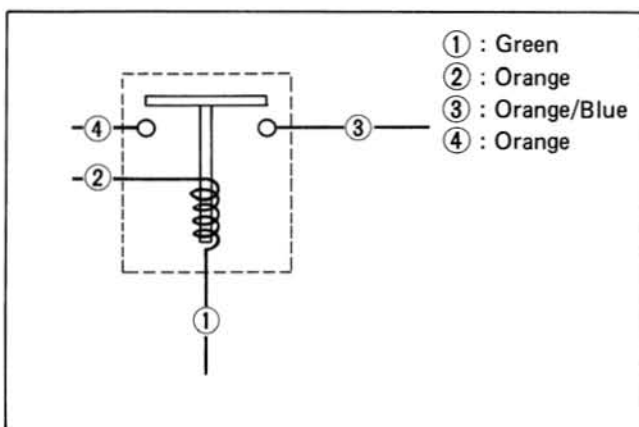 ① : Green
② : Orange
③ : Orange/Blue
④ : Orange
④
③
②
①